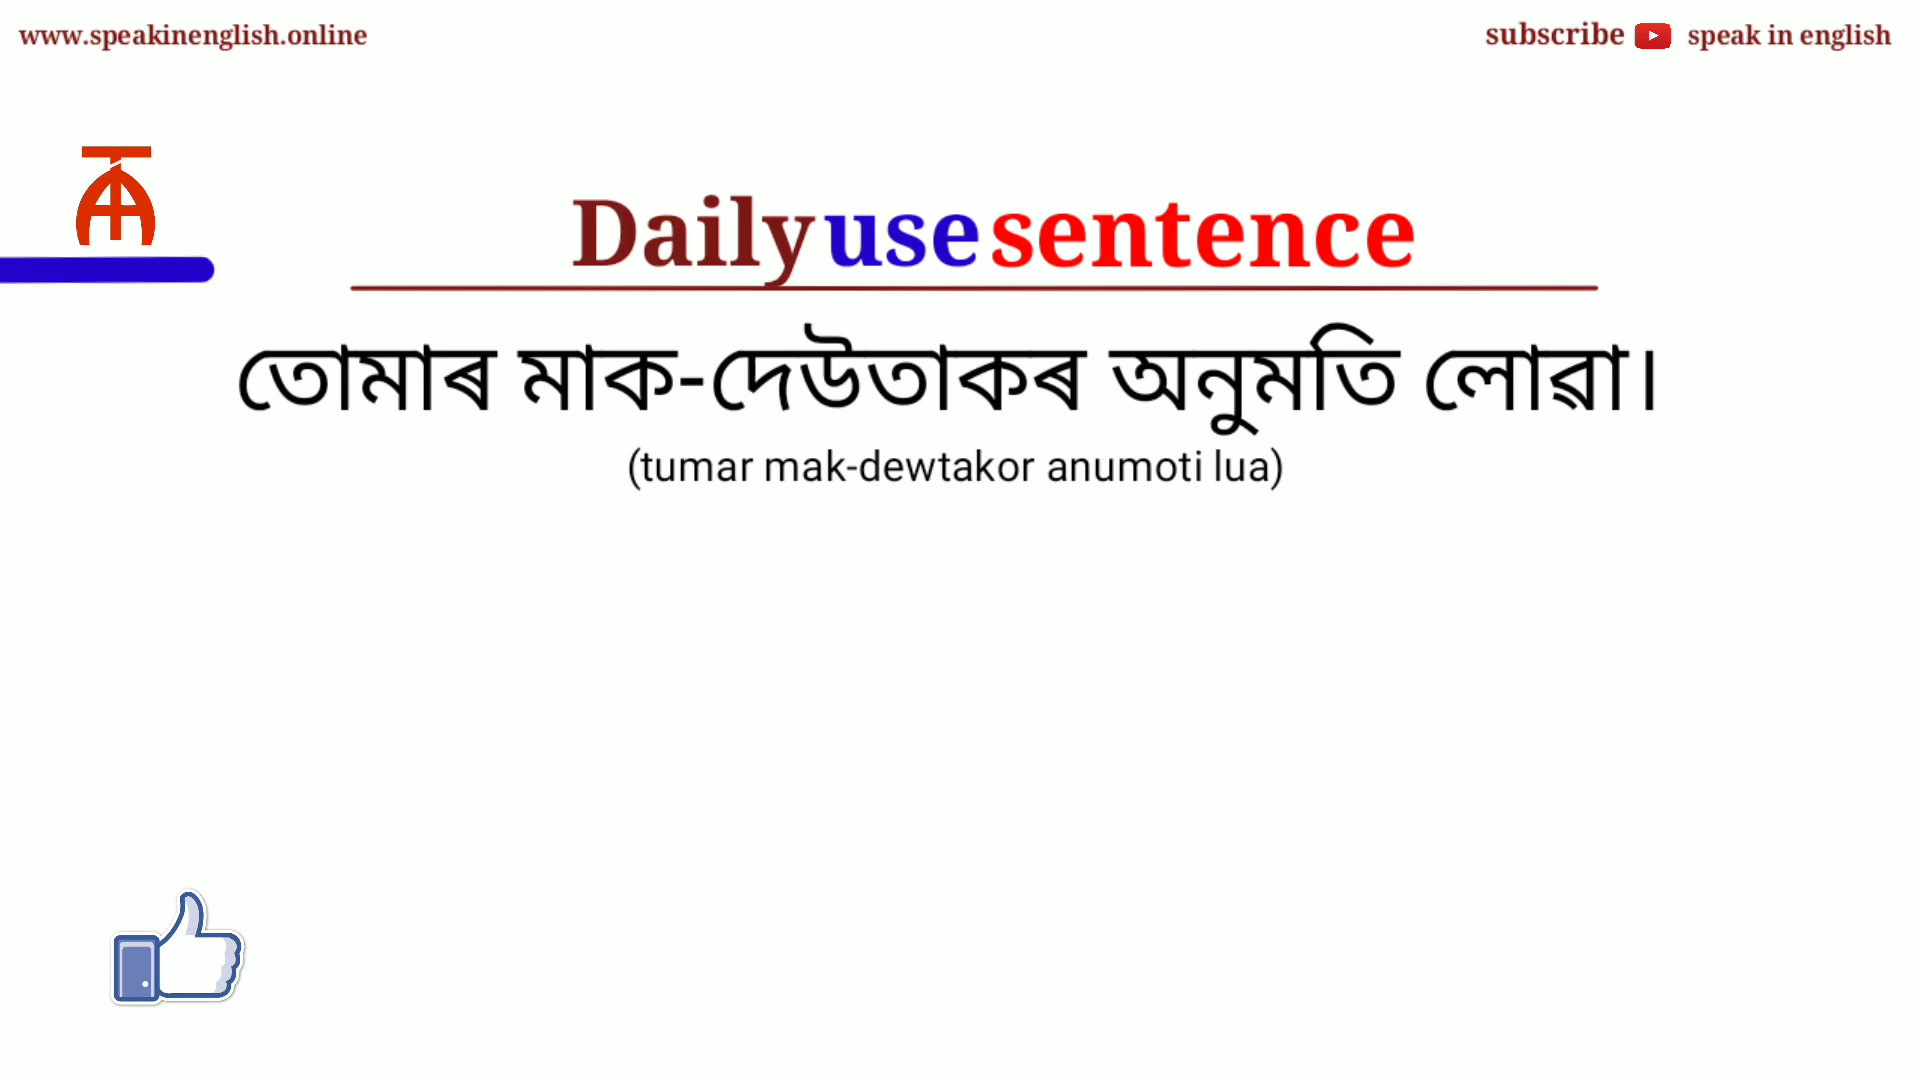 www.speakinenglish.online
subscribe speak in english
Daily use sentence
তোমাৰ মাক-দেউতাকৰ অনুমতি লোৱা।
(tumar mak-dewtakor anumoti lua)